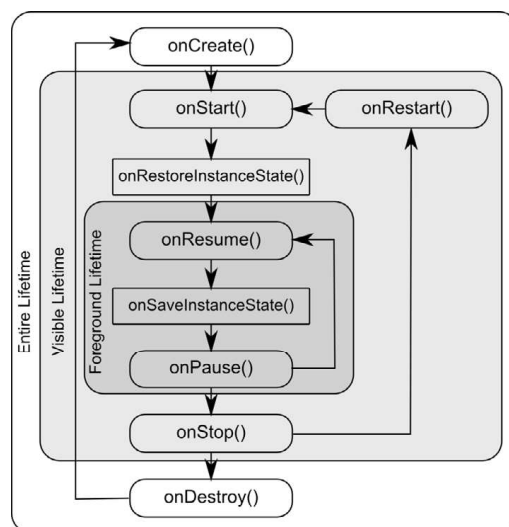 onCreate()
onStart()
onRestart()
onRestoreInstanceState()
onResume()
onSaveInstanceState()
onPause()
onStop()
onDestroy()
Entire Lifetime
Visible Lifetime
Foreground Lifetime